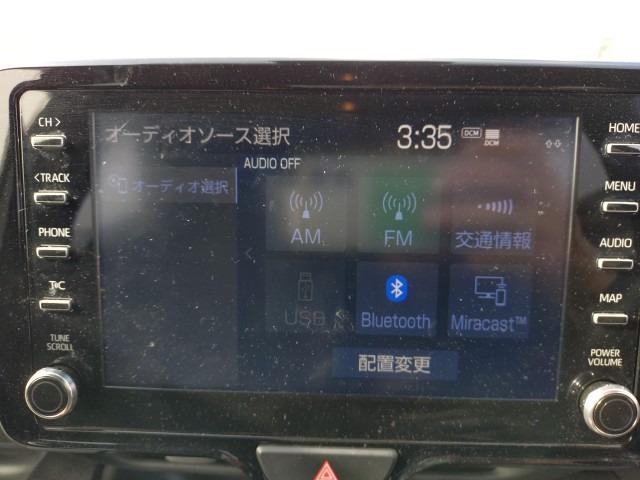 CH >
< TRACK
PHONE
T:C
TUNE
SCROLL
オーディオソース選択
3:35
DCM
DCM
AUDIO OFF
オーディオ選択
AM
FM
交通情報
USB
Bluetooth
Miracast™
配置変更
HOME
MENU
AUDIO
MAP
POWER
VOLUME